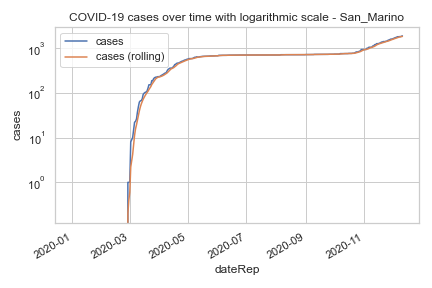 COVID-19 cases over time with logarithmic scale - San_Marino
cases
cases (rolling)
10³
10²
10¹
10⁰
cases
2020-01
2020-03
2020-05
2020-07
2020-09
2020-11
dateRep